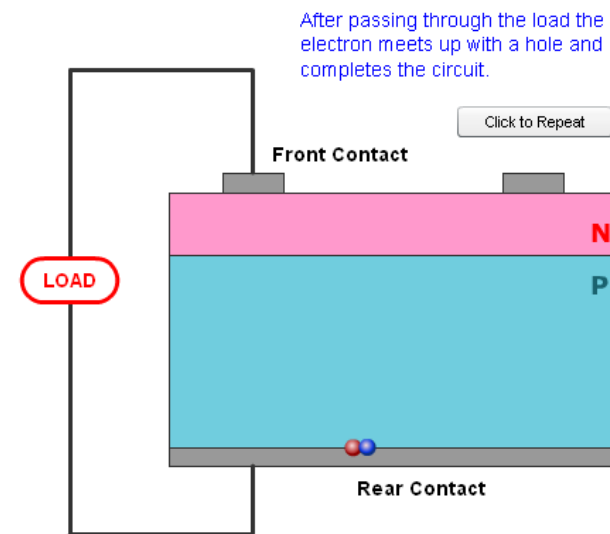 After passing through the load the
electron meets up with a hole and
completes the circuit.
Click to Repeat
Front Contact
N
LOAD
P
Rear Contact